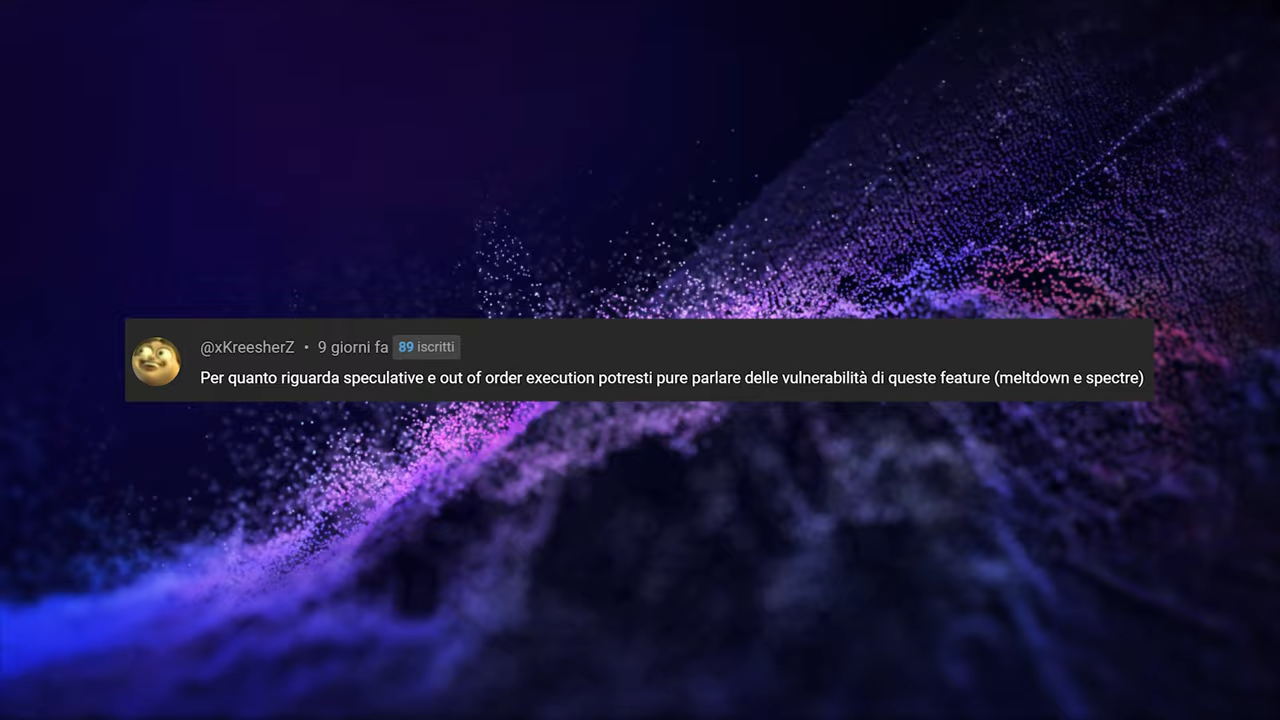 @xKreesherZ • 9 giorni fa 89 iscritti
Per quanto riguarda speculative e out of order execution potresti pure parlare delle vulnerabilità di queste feature (meltdown e spectre)